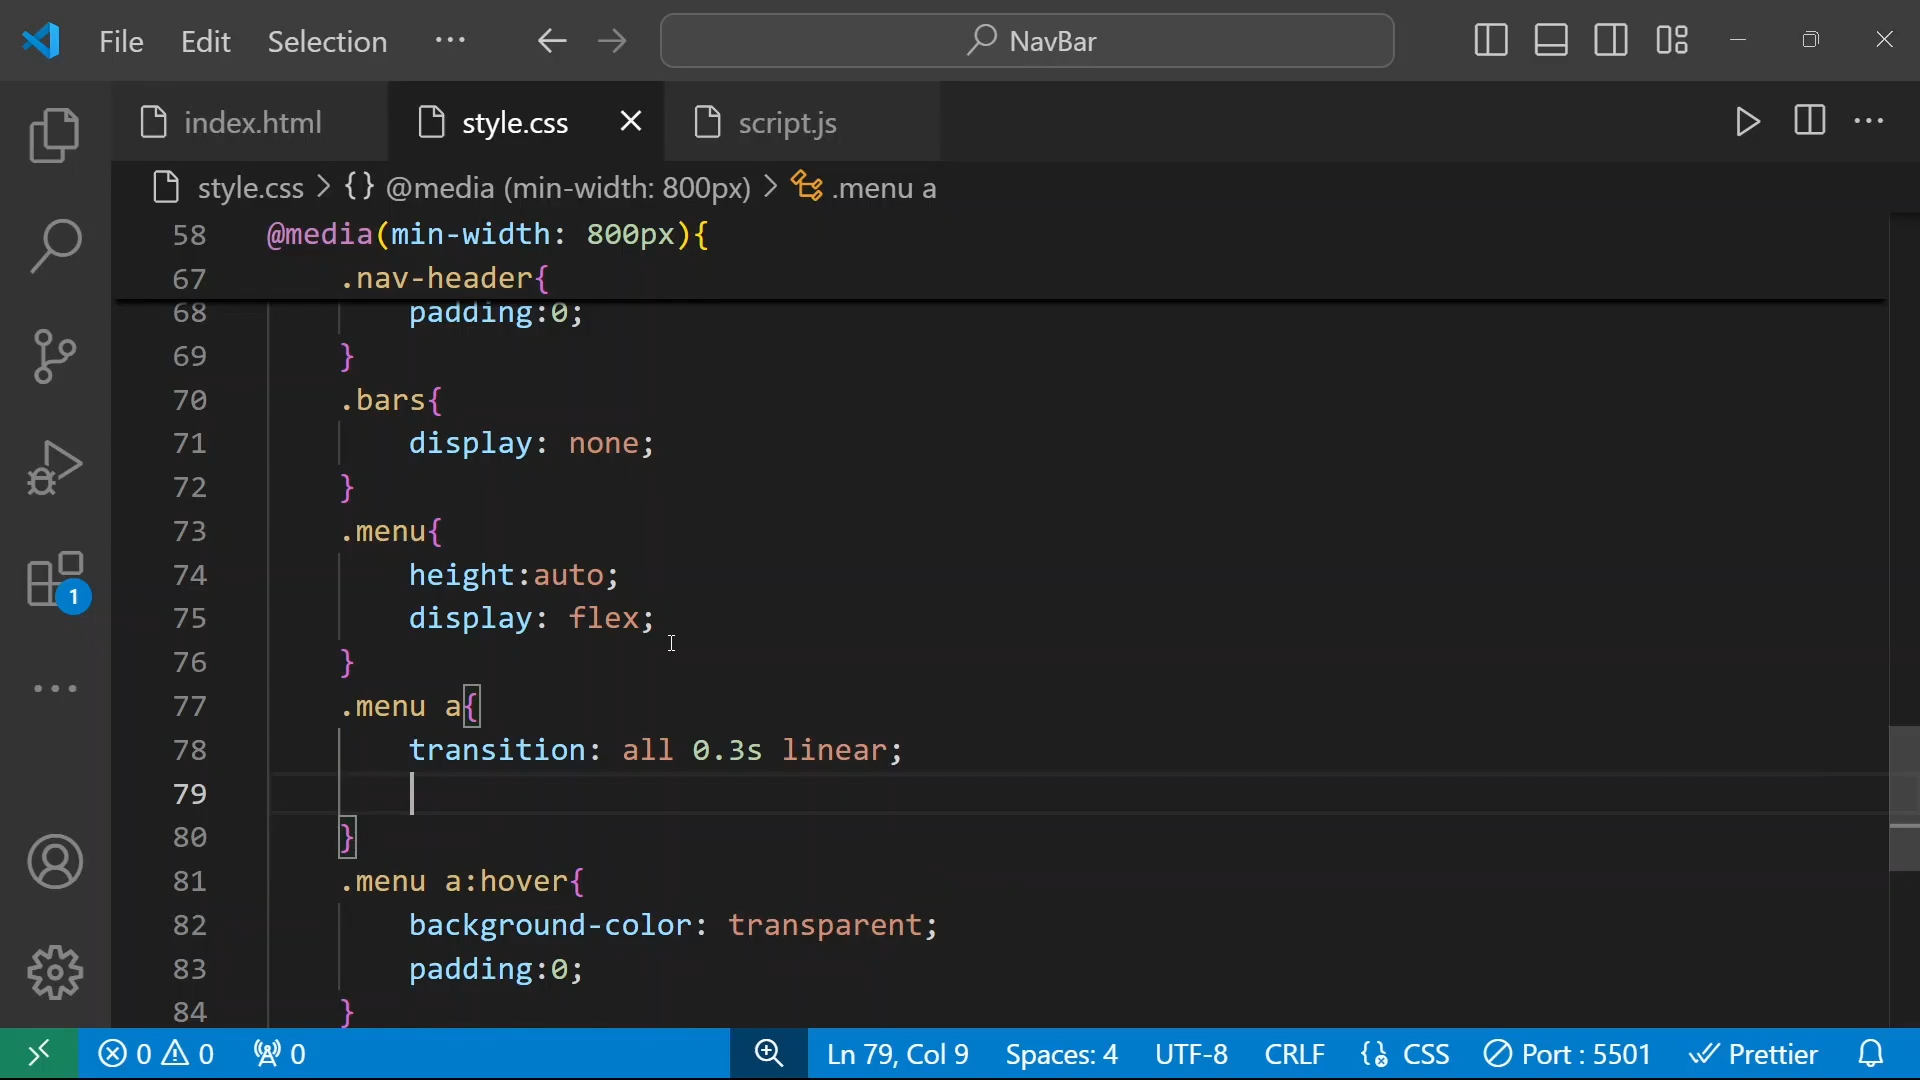 File Edit Selection ··· NavBar
index.html style.css script.js
style.css > {} @media (min-width: 800px) > .menu a
58 @media(min-width: 800px){
67 .nav-header{
68 padding:0;
69 }
70 .bars{
71 display: none;
72 }
73 .menu{
74 height:auto;
75 display: flex;
76 }
77 .menu a{
78 transition: all 0.3s linear;
79
80 }
81 .menu a:hover{
82 background-color: transparent;
83 padding:0;
84 }
1
0 0 0 Ln 79, Col 9 Spaces: 4 UTF-8 CRLF {} CSS Port : 5501 Prettier